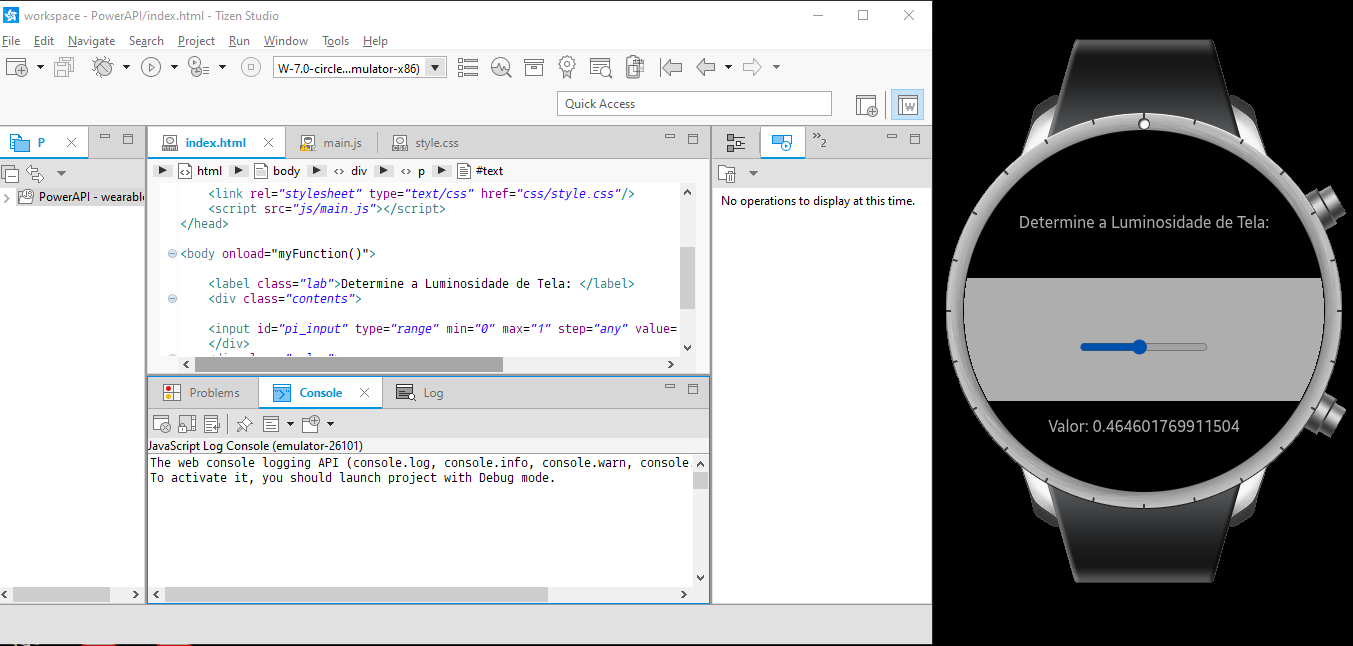 workspace - PowerAPI/index.html - Tizen Studio
File Edit Navigate Search Project Run Window Tools Help
W-7.0-circle...mulator-x86)
Quick Access
P
index.html
main.js
style.css
2
html body div p #text
PowerAPI - wearable
<link rel="stylesheet" type="text/css" href="css/style.css"/>
<script src="js/main.js"></script>
</head>
<body onload="myFunction()">
<label class="lab">Determine a Luminosidade de Tela: </label>
<div class="contents">
<input id="pi_input" type="range" min="0" max="1" step="any" value=
</div>
No operations to display at this time.
Problems
Console
Log
JavaScript Log Console (emulator-26101)
The web console logging API (console.log, console.info, console.warn, console.
To activate it, you should launch project with Debug mode.
Determine a Luminosidade de Tela:
Valor: 0.464601769911504